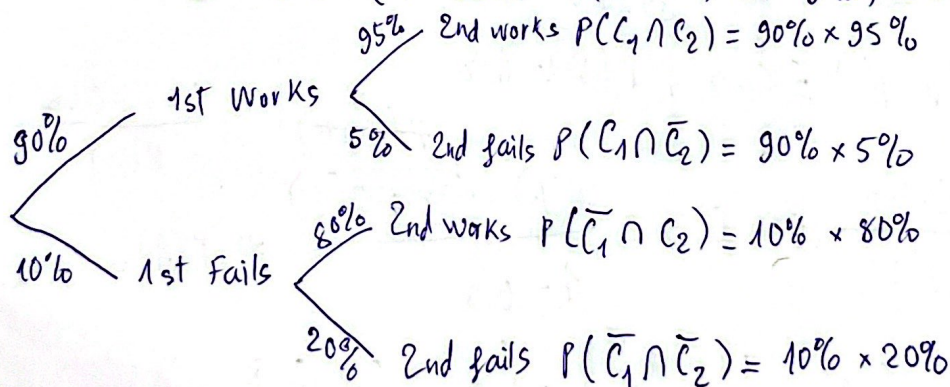 95% 2nd works P(C₁∩C₂) = 90% × 95%
1st Works
90%
5% 2nd fails P(C₁∩C̄₂) = 90% × 5%
80% 2nd works P(C̄₁∩C₂) = 10% × 80%
10% 1st Fails
20% 2nd fails P(C̄₁∩C̄₂) = 10% × 20%